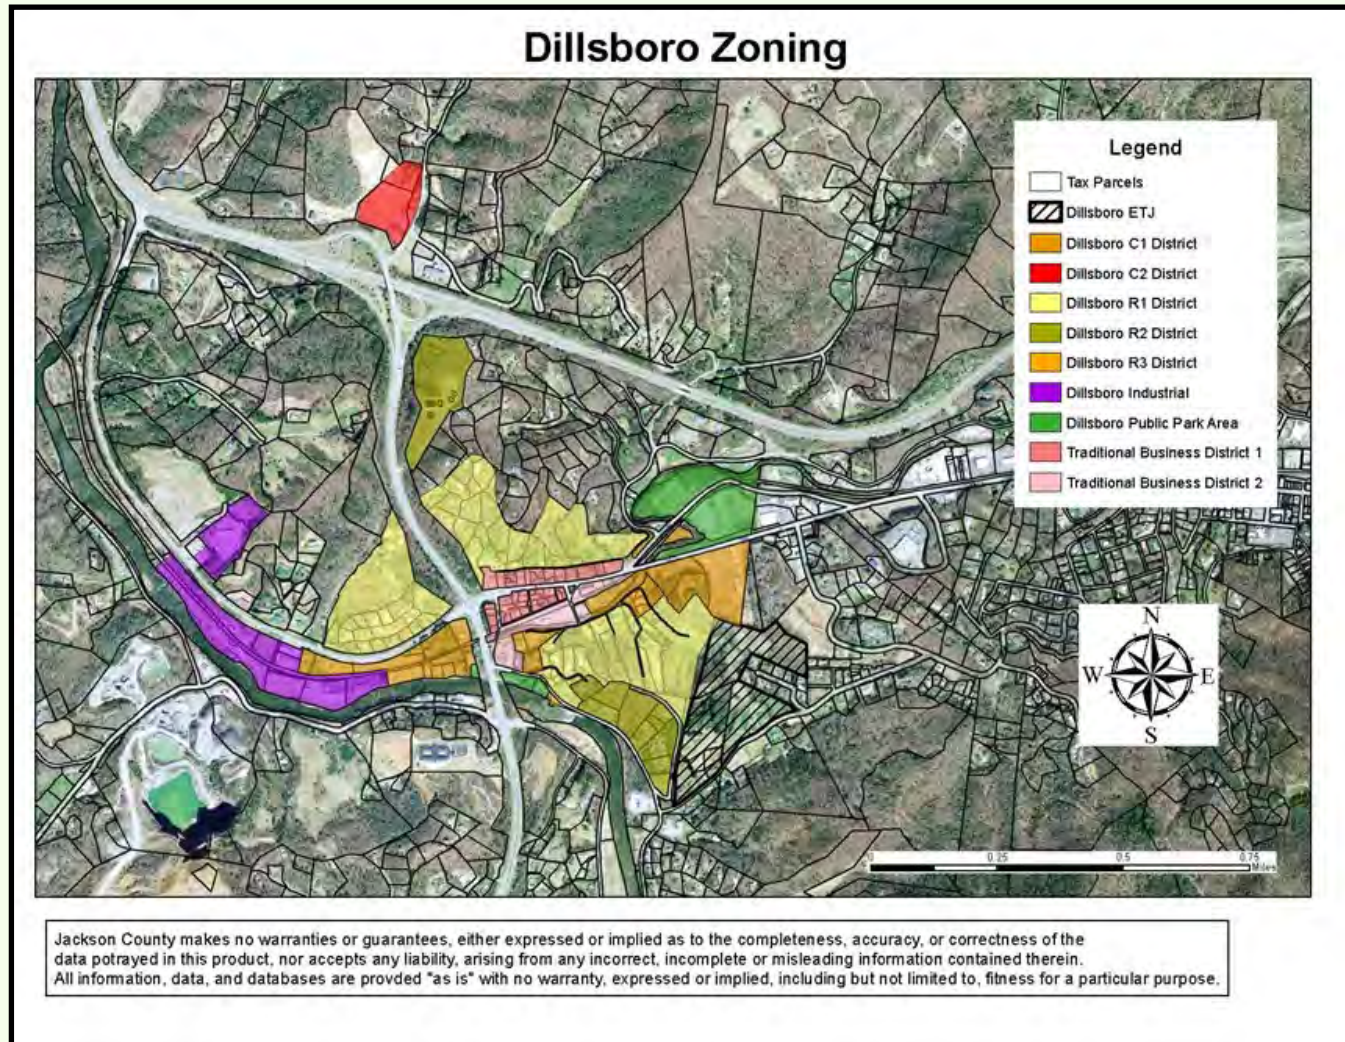 Dillsboro Zoning
Legend
Tax Parcels
Dillsboro ETJ
Dillsboro C1 District
Dillsboro C2 District
Dillsboro R1 District
Dillsboro R2 District
Dillsboro R3 District
Dillsboro Industrial
Dillsboro Public Park Area
Traditional Business District 1
Traditional Business District 2
N
W E
S
0 0.25 0.5 0.75
Miles
Jackson County makes no warranties or guarantees, either expressed or implied as to the completeness, accuracy, or correctness of the
data potrayed in this product, nor accepts any liability, arising from any incorrect, incomplete or misleading information contained therein.
All information, data, and databases are provded "as is" with no warranty, expressed or implied, including but not limited to, fitness for a particular purpose.